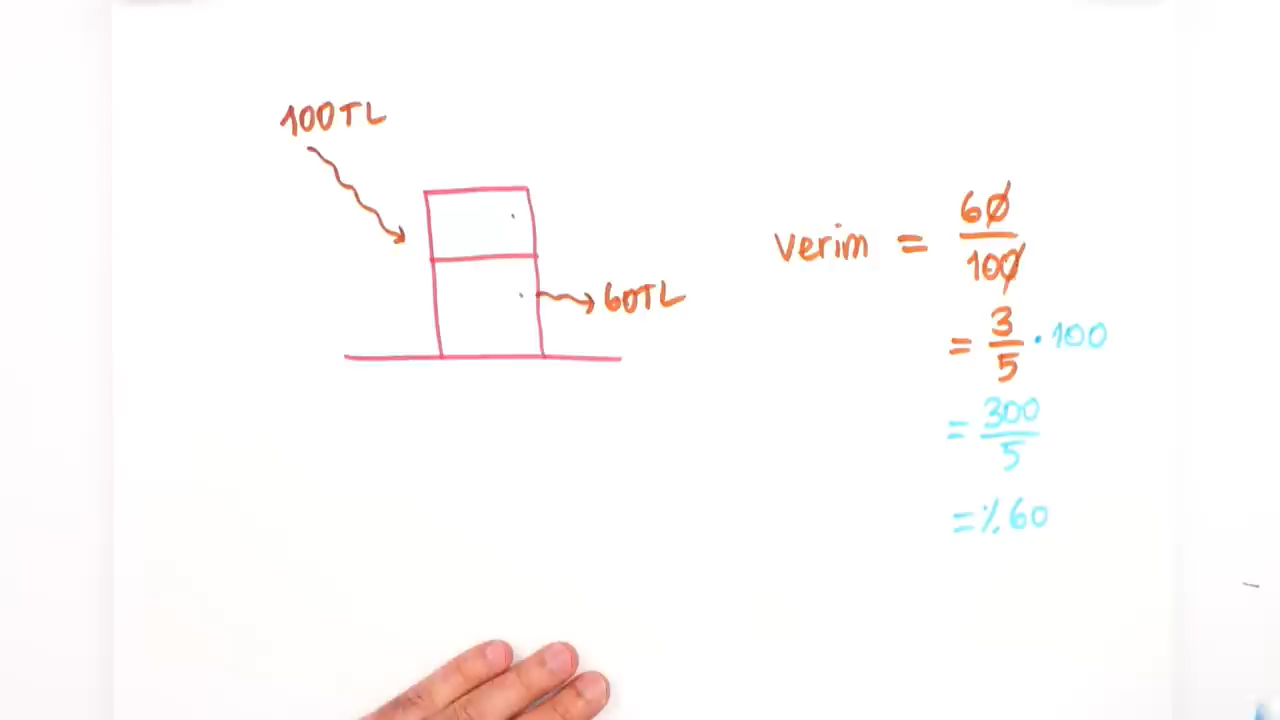 100TL
60TL
verim = 60/100
= 3/5 · 100
= 300/5
= %60